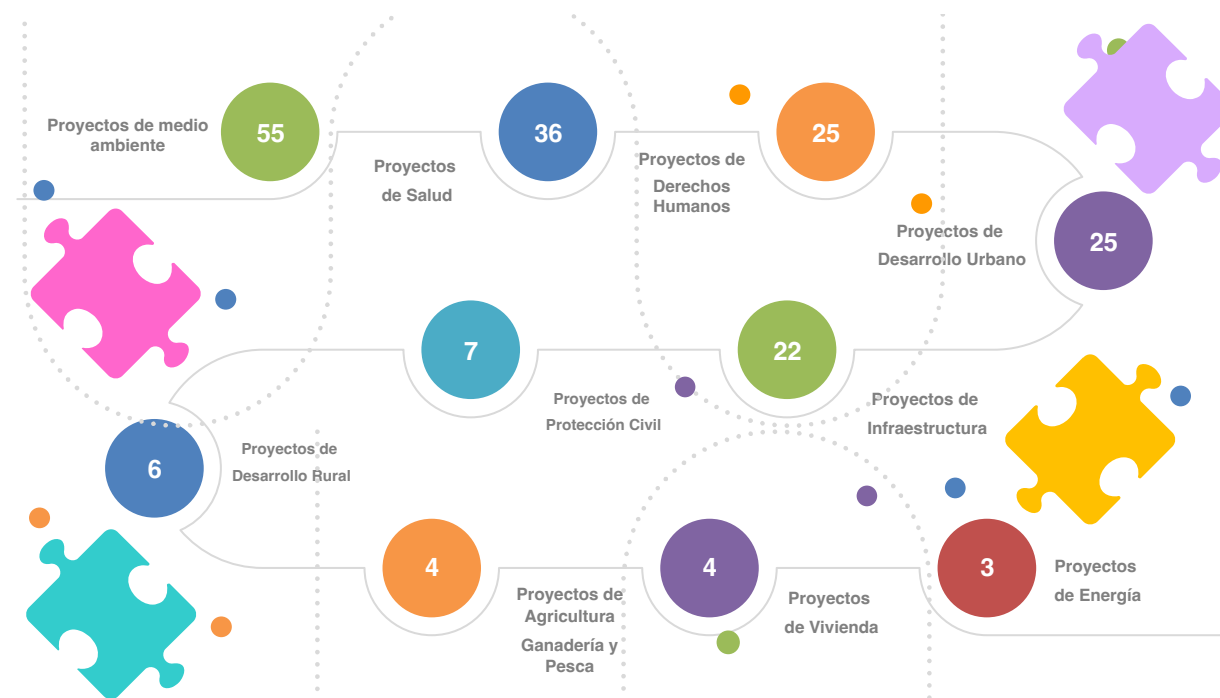 Proyectos de medio
ambiente
55
Proyectos
de Salud
36
Proyectos de
Derechos
Humanos
25
Proyectos de
Desarrollo Urbano
25
7
Proyectos de
Protección Civil
22
Proyectos de
Infraestructura
6
Proyectos de
Desarrollo Rural
4
Proyectos de
Agricultura
Ganadería y
Pesca
4
Proyectos
de Vivienda
3
Proyectos
de Energía